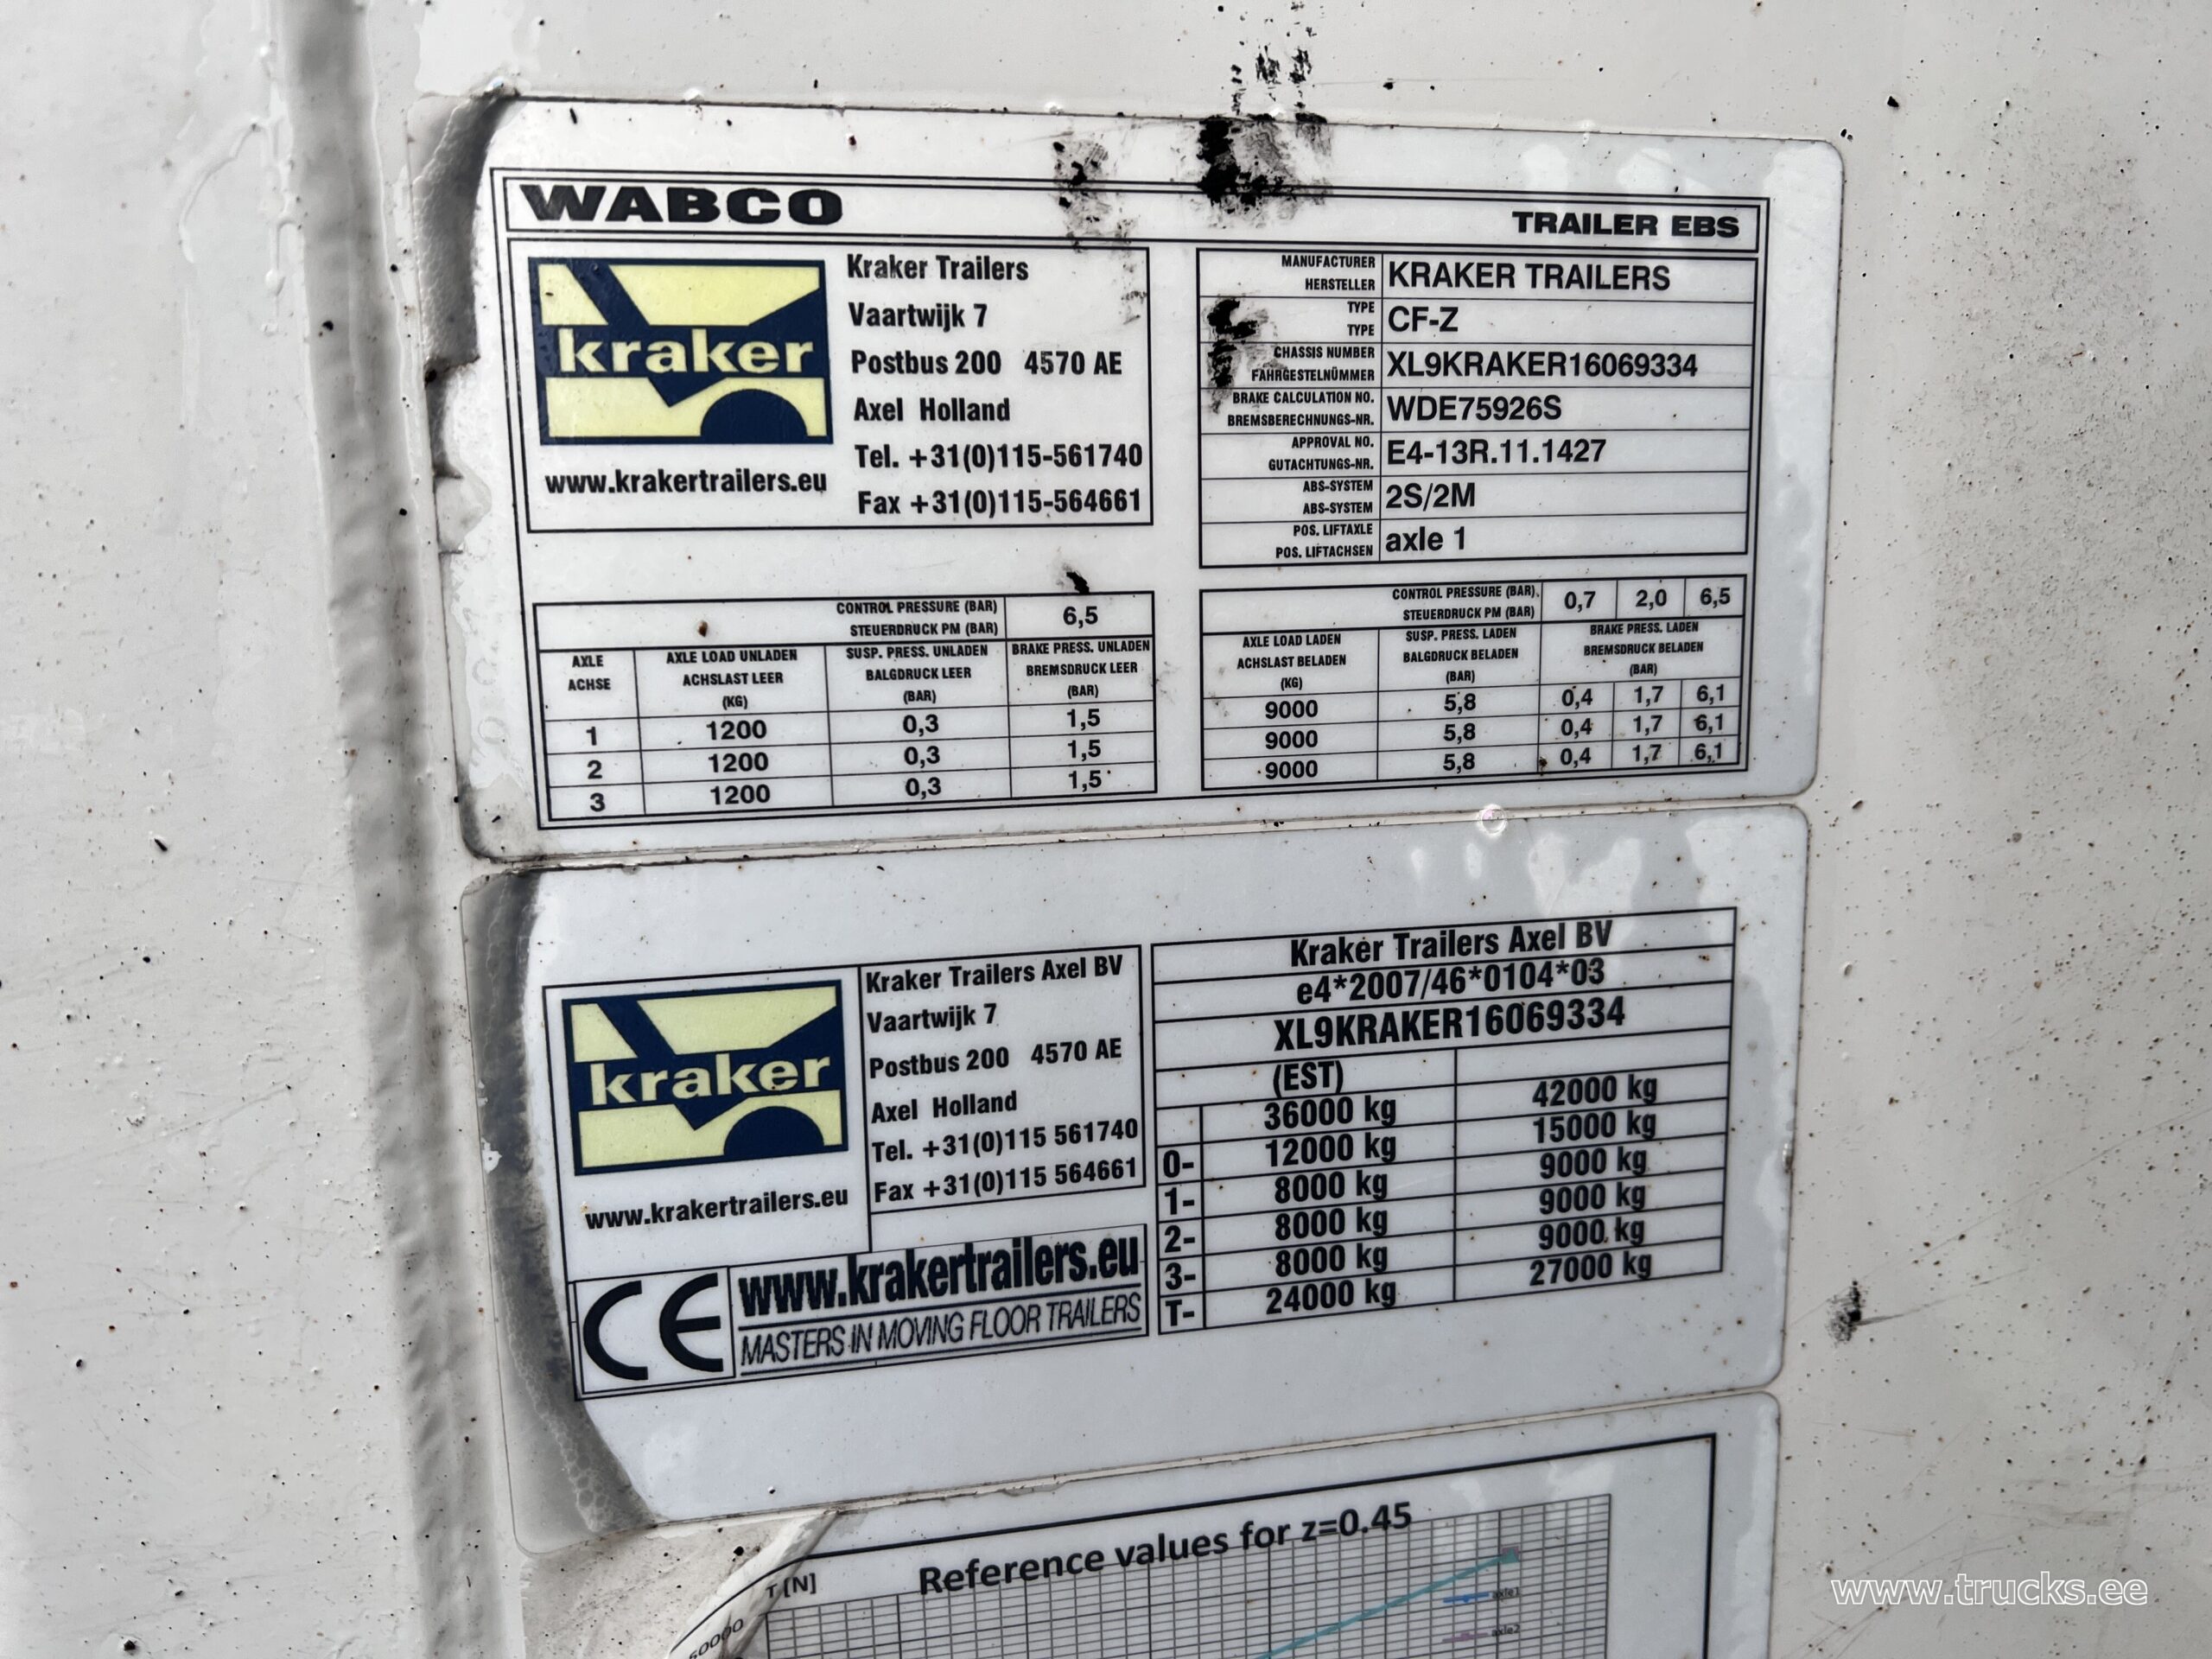 WABCO
TRAILER EBS
kraker
www.krakertrailers.eu
Kraker Trailers
Vaartwijk 7
Postbus 200 4570 AE
Axel Holland
Tel. +31(0)115-561740
Fax +31(0)115-564661
MANUFACTURER
HERSTELLER
KRAKER TRAILERS
TYPE
TYPE
CF-Z
CHASSIS NUMBER
FAHRGESTELNÜMMER
XL9KRAKER16069334
BRAKE CALCULATION NO.
BREMSBERECHNUNGS-NR.
WDE75926S
APPROVAL NO.
GUTACHTUNGS-NR.
E4-13R.11.1427
ABS-SYSTEM
ABS-SYSTEM
2S/2M
POS. LIFTAXLE
POS. LIFTACHSEN
axle 1
CONTROL PRESSURE (BAR)
STEUERDRUCK PM (BAR)
6,5
AXLE
ACHSE
AXLE LOAD UNLADEN
ACHSLAST LEER
(KG)
SUSP. PRESS. UNLADEN
BALGDRUCK LEER
(BAR)
BRAKE PRESS. UNLADEN
BREMSDRUCK LEER
(BAR)
1 1200 0,3 1,5
2 1200 0,3 1,5
3 1200 0,3 1,5
CONTROL PRESSURE (BAR)
STEUERDRUCK PM (BAR)
0,7 2,0 6,5
AXLE LOAD LADEN
ACHSLAST BELADEN
(KG)
SUSP. PRESS. LADEN
BALGDRUCK BELADEN
(BAR)
BRAKE PRESS. LADEN
BREMSDRUCK BELADEN
(BAR)
9000 5,8 0,4 1,7 6,1
9000 5,8 0,4 1,7 6,1
9000 5,8 0,4 1,7 6,1
kraker
www.krakertrailers.eu
Kraker Trailers Axel BV
Vaartwijk 7
Postbus 200 4570 AE
Axel Holland
Tel. +31(0)115 561740
Fax +31(0)115 564661
CE
www.krakertrailers.eu
MASTERS IN MOVING FLOOR TRAILERS
Kraker Trailers Axel BV
e4*2007/46*0104*03
XL9KRAKER16069334
(EST)
36000 kg 42000 kg
0- 12000 kg 15000 kg
1- 8000 kg 9000 kg
2- 8000 kg 9000 kg
3- 8000 kg 9000 kg
T- 24000 kg 27000 kg
Reference values for z=0.45
T [N]
axle1
axle2
www.trucks.ee